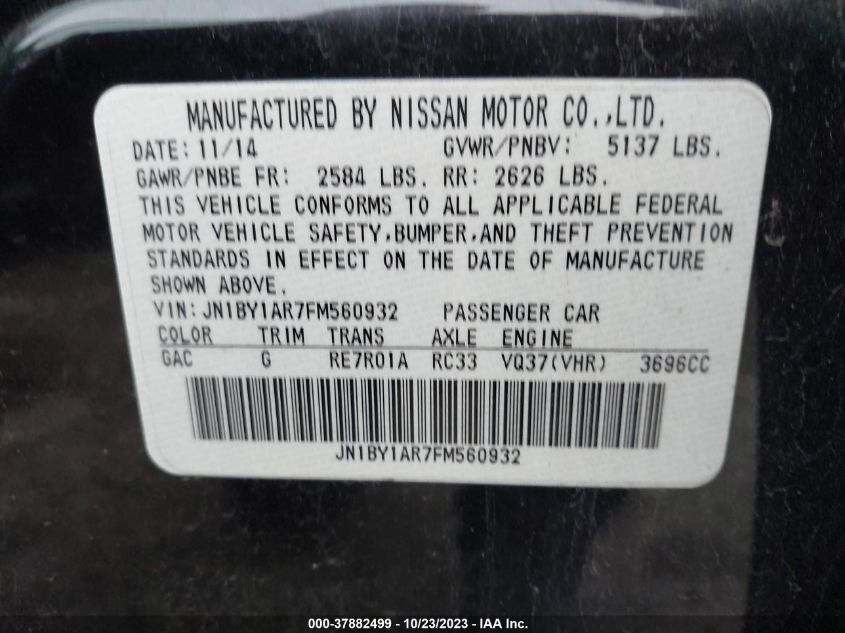 MANUFACTURED BY NISSAN MOTOR CO.,LTD.
DATE: 11/14 GVWR/PNBV: 5137 LBS.
GAWR/PNBE FR: 2584 LBS. RR: 2626 LBS.
THIS VEHICLE CONFORMS TO ALL APPLICABLE FEDERAL
MOTOR VEHICLE SAFETY,BUMPER,AND THEFT PREVENTION
STANDARDS IN EFFECT ON THE DATE OF MANUFACTURE
SHOWN ABOVE.
VIN: JN1BY1AR7FM560932 PASSENGER CAR
COLOR TRIM TRANS AXLE ENGINE
GAC G RE7R01A RC33 VQ37(VHR) 3696CC
JN1BY1AR7FM560932
000-37882499 - 10/23/2023 - IAA Inc.